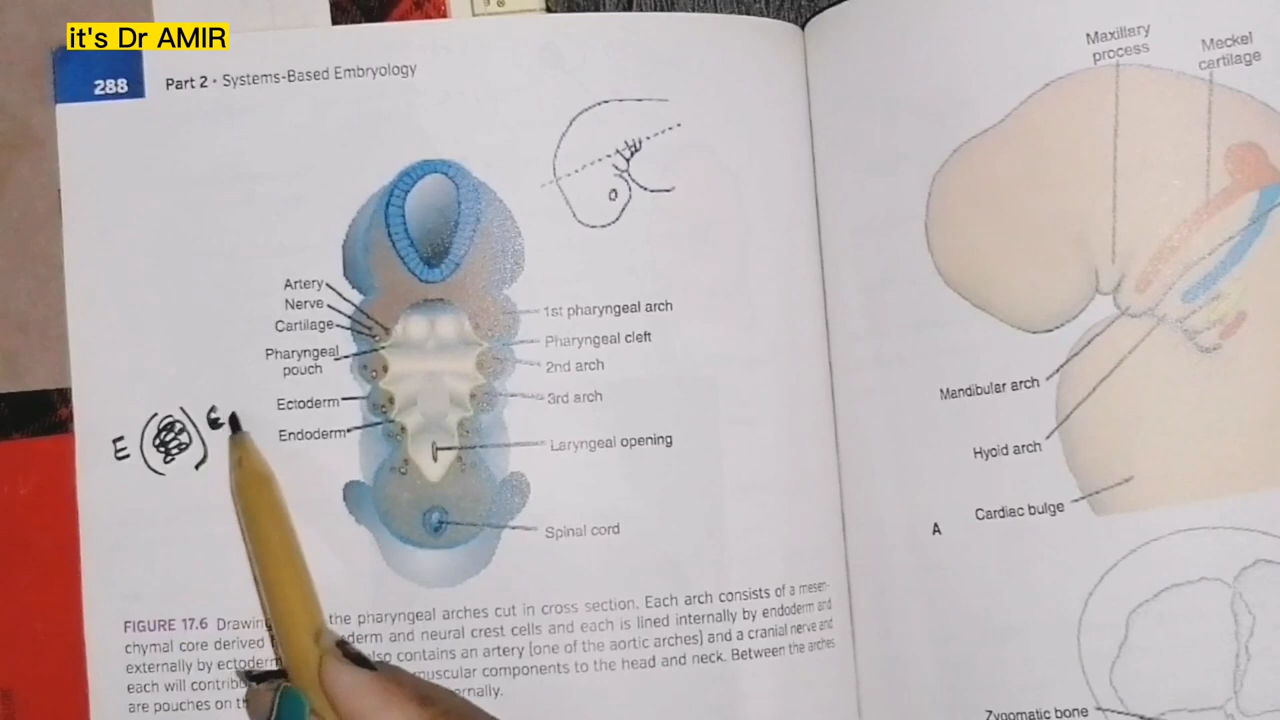 it's Dr AMIR
288 Part 2 • Systems-Based Embryology
Artery
Nerve
Cartilage
Pharyngeal
pouch
Ectoderm
Endoderm
1st pharyngeal arch
Pharyngeal cleft
2nd arch
3rd arch
Laryngeal opening
Spinal cord
E
FIGURE 17.6 Drawing the pharyngeal arches cut in cross section. Each arch consists of a mesen-
chymal core derived and neural crest cells and each is lined internally by endoderm and
externally by ectoderm also contains an artery (one of the aortic arches) and a cranial nerve and
each will muscular components to the head and neck. Between the arches
are pouches on
Maxillary
process
Meckel
cartilage
Mandibular arch
Hyoid arch
Cardiac bulge
A
Zygomatic bone